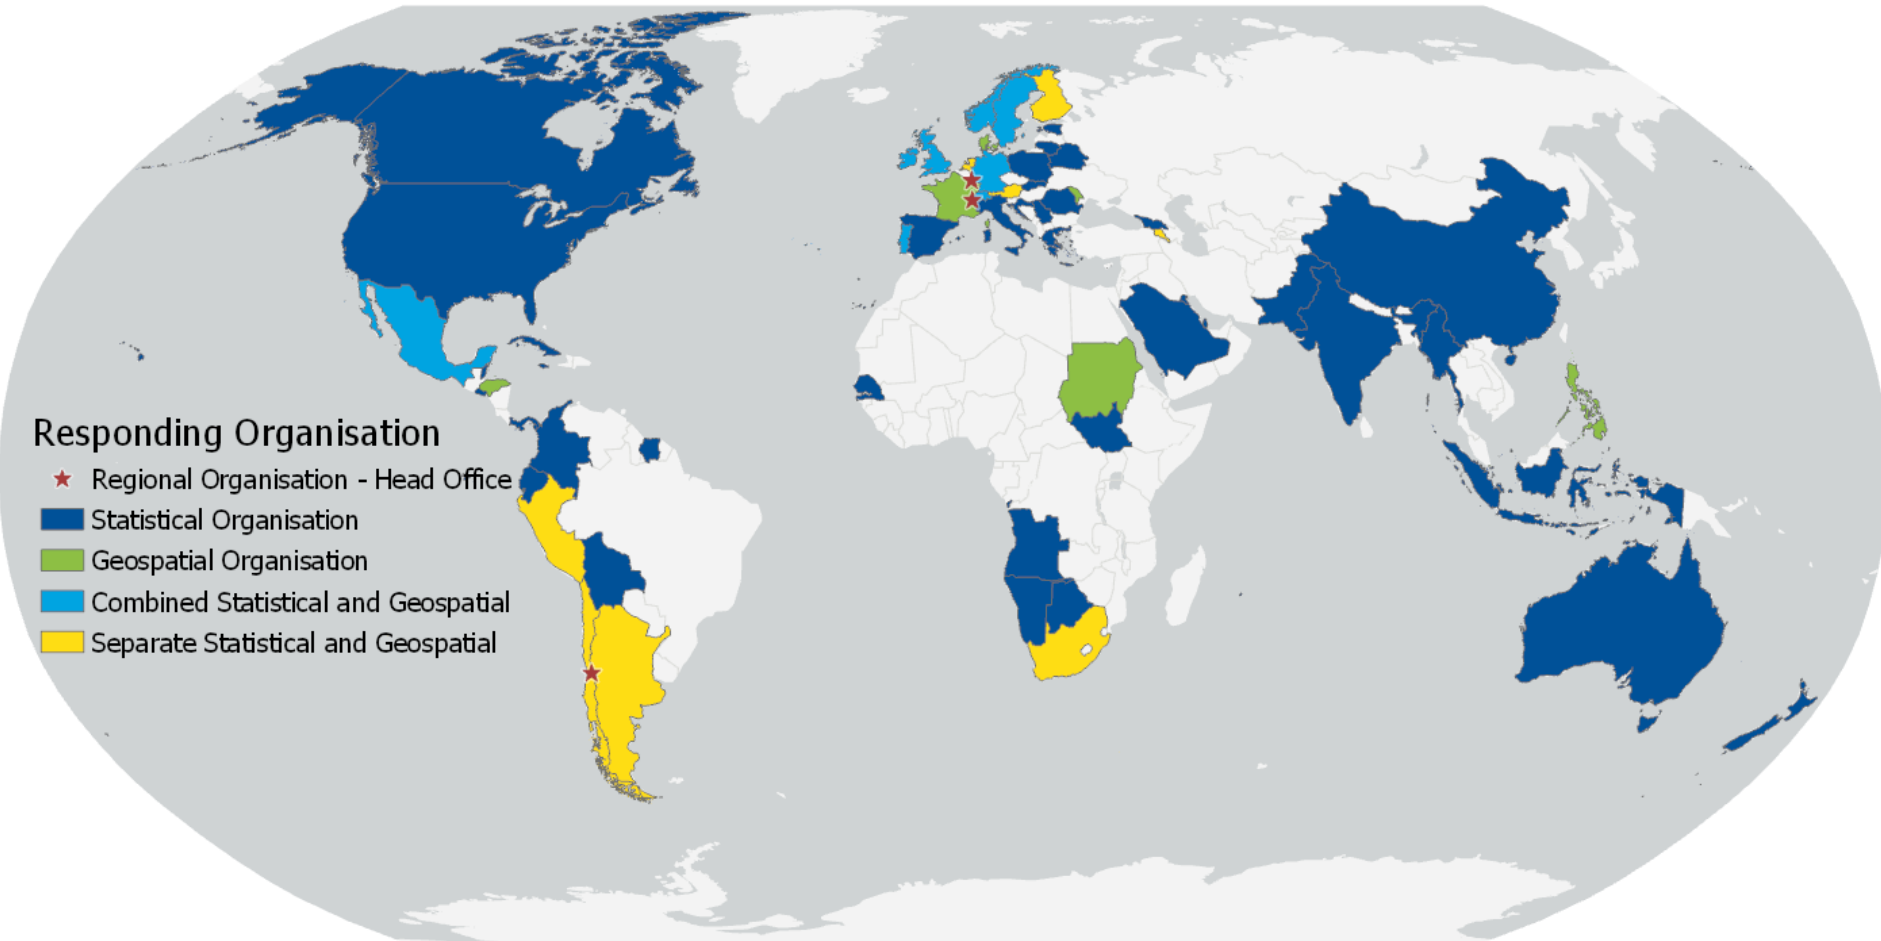 Responding Organisation
Regional Organisation - Head Office
Statistical Organisation
Geospatial Organisation
Combined Statistical and Geospatial
Separate Statistical and Geospatial